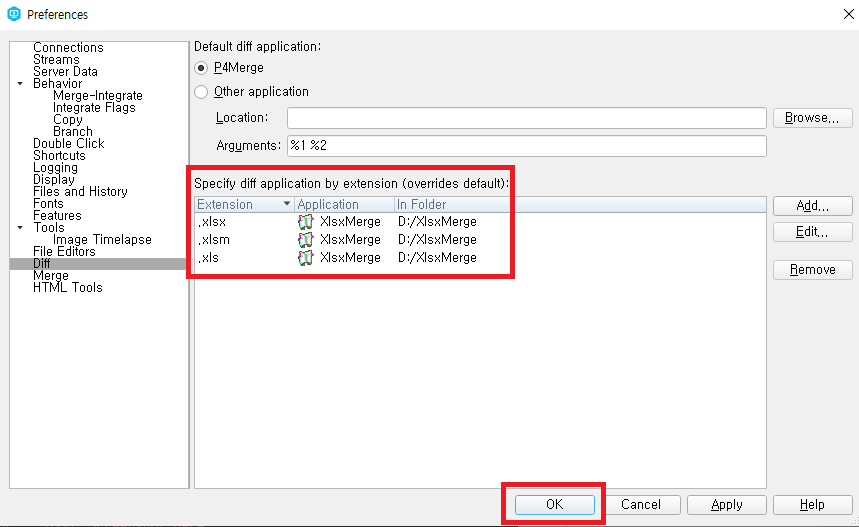 Preferences
Connections
Streams
Server Data
Behavior
Merge-Integrate
Integrate Flags
Copy
Branch
Double Click
Shortcuts
Logging
Display
Files and History
Fonts
Features
Tools
Image Timelapse
File Editors
Diff
Merge
HTML Tools
Default diff application:
P4Merge
Other application
Location:
Browse...
Arguments: %1 %2
Specify diff application by extension (overrides default):
Extension Application In Folder
.xlsx XlsxMerge D:/XlsxMerge
.xlsm XlsxMerge D:/XlsxMerge
.xls XlsxMerge D:/XlsxMerge
Add...
Edit...
Remove
OK Cancel Apply Help